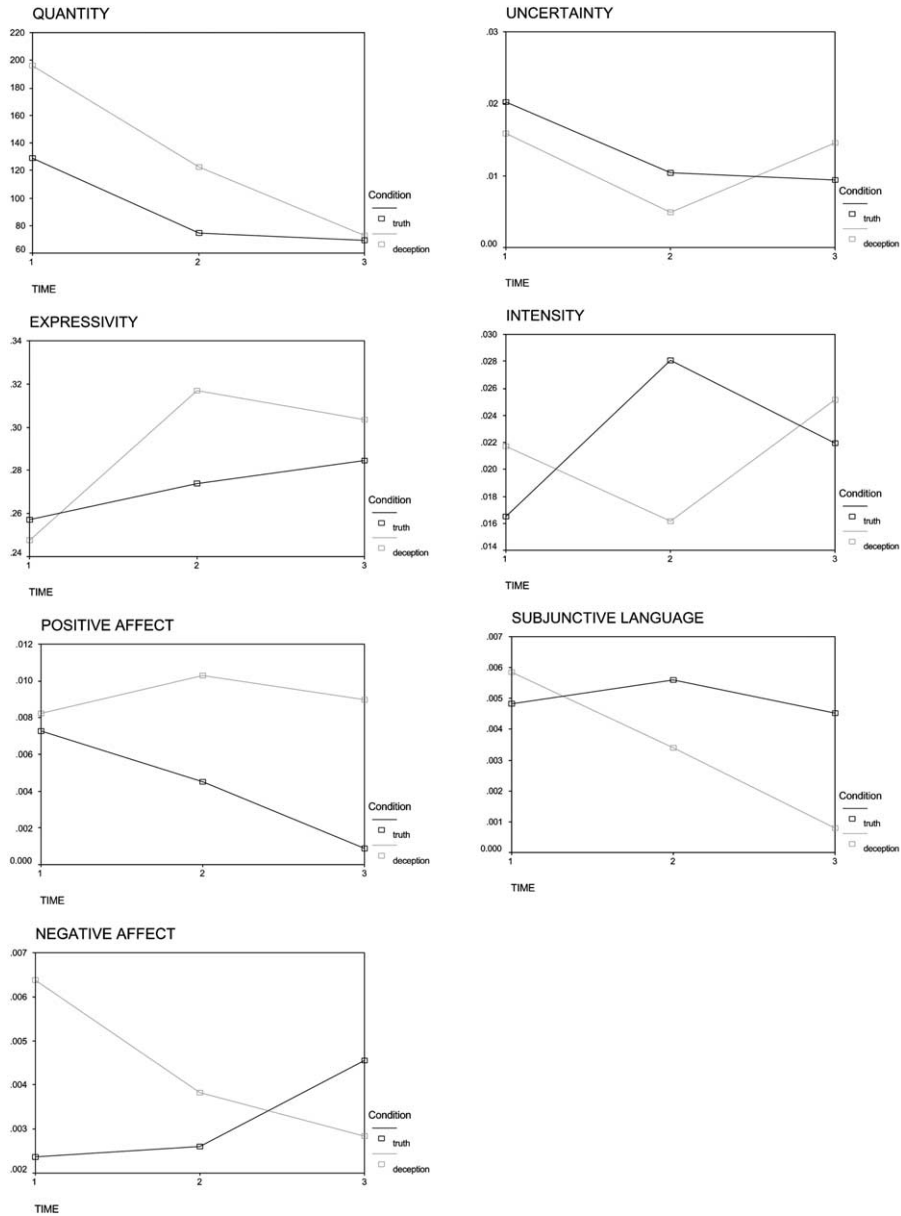 QUANTITY
220
200
180
160
140
120
100
80
60
1
2
3
TIME
Condition
truth
deception
UNCERTAINTY
.03
.02
.01
0.00
1
2
3
TIME
Condition
truth
deception
EXPRESSIVITY
.34
.32
.30
.28
.26
.24
1
2
3
TIME
Condition
truth
deception
INTENSITY
.030
.028
.026
.024
.022
.020
.018
.016
.014
1
2
3
TIME
Condition
truth
deception
POSITIVE AFFECT
.012
.010
.008
.006
.004
.002
0.000
1
2
3
TIME
Condition
truth
deception
SUBJUNCTIVE LANGUAGE
.007
.006
.005
.004
.003
.002
.001
0.000
1
2
3
TIME
Condition
truth
deception
NEGATIVE AFFECT
.007
.006
.005
.004
.003
.002
1
2
3
TIME
Condition
truth
deception